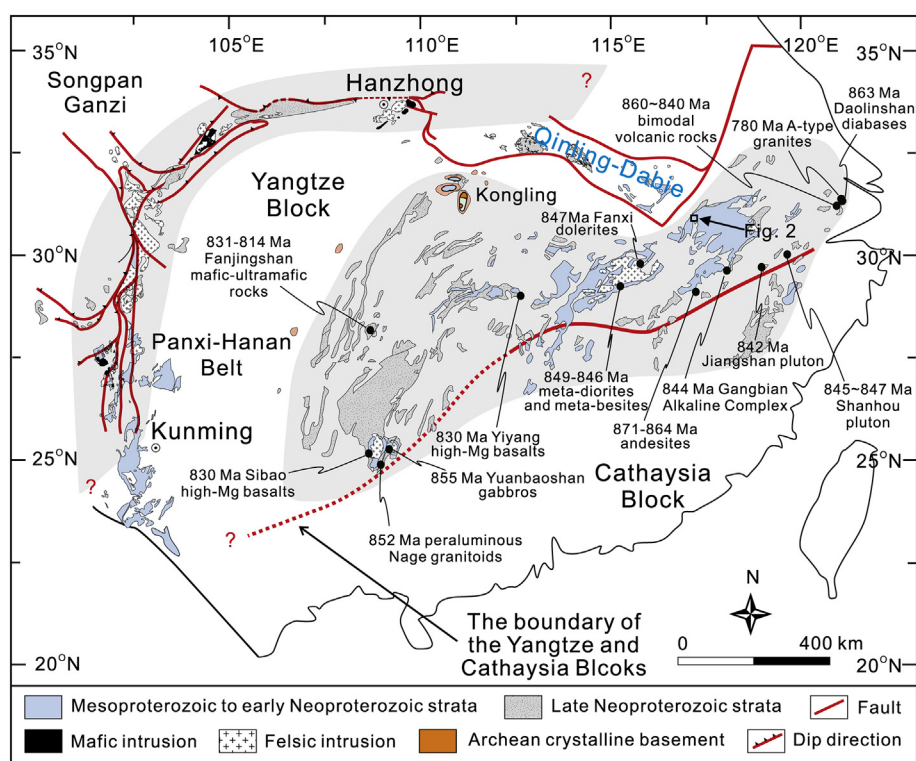 105°E
110°E
115°E
120°E
35°N
35°N
Songpan
Ganzi
Hanzhong
?
863 Ma
Daolinshan
diabases
860~840 Ma
bimodal
volcanic rocks
780 Ma A-type
granites
Qinling-Dabie
Yangtze
Block
Kongling
847Ma Fanxi
dolerites
Fig. 2
30°N
30°N
831-814 Ma
Fanjingshan
mafic-ultramafic
rocks
Panxi-Hanan
Belt
842 Ma
Jiangshan pluton
849-846 Ma
meta-diorites
and meta-besites
844 Ma Gangbian
Alkaline Complex
845~847 Ma
Shanhou
pluton
871-864 Ma
andesites
Kunming
830 Ma Yiyang
high-Mg basalts
25°N
25°N
830 Ma Sibao
high-Mg basalts
855 Ma Yuanbaoshan
gabbros
Cathaysia
Block
?
?
852 Ma peraluminous
Nage granitoids
N
The boundary of
the Yangtze and
Cathaysia Blcoks
0 400 km
20°N
20°N
Mesoproterozoic to early Neoproterozoic strata
Late Neoproterozoic strata
Fault
Mafic intrusion
Felsic intrusion
Archean crystalline basement
Dip direction